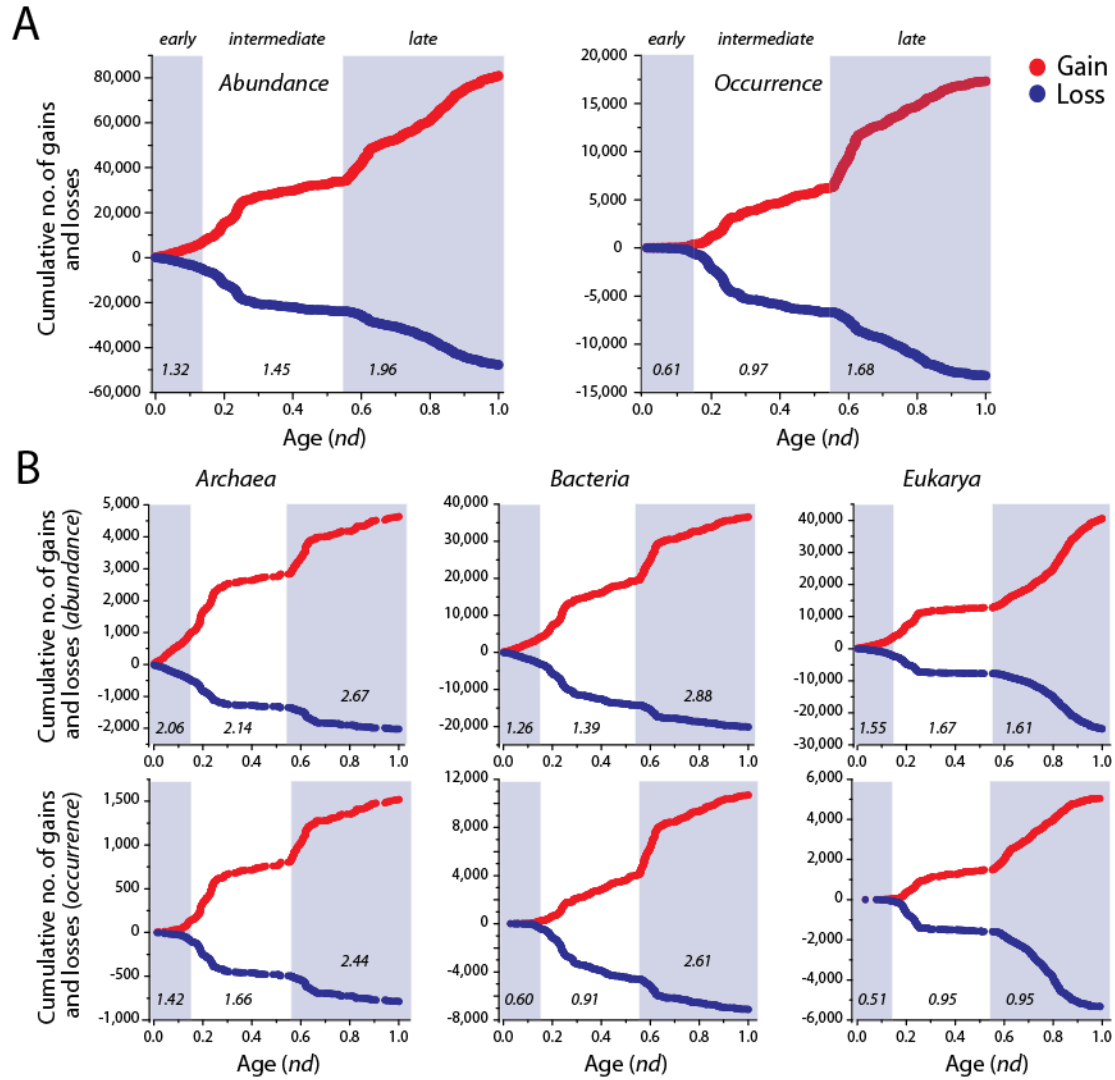 A
early intermediate late
Abundance
80,000
60,000
40,000
20,000
0
-20,000
-40,000
-60,000
1.32 1.45 1.96
0.0 0.2 0.4 0.6 0.8 1.0
Age (nd)
Cumulative no. of gains
and losses
early intermediate late
Occurrence
20,000
15,000
10,000
5,000
0
-5,000
-10,000
-15,000
0.61 0.97 1.68
0.0 0.2 0.4 0.6 0.8 1.0
Age (nd)
Gain
Loss
B
Archaea
5,000
4,000
3,000
2,000
1,000
0
-1,000
-2,000
2.67
2.06 2.14
0.0 0.2 0.4 0.6 0.8 1.0
Cumulative no. of gains
and losses (abundance)
Bacteria
40,000
30,000
20,000
10,000
0
-10,000
-20,000
2.88
1.26 1.39
0.0 0.2 0.4 0.6 0.8 1.0
Eukarya
50,000
40,000
30,000
20,000
10,000
0
-10,000
-20,000
-30,000
1.55 1.67 1.61
0.0 0.2 0.4 0.6 0.8 1.0
1,500
1,000
500
0
-500
-1,000
2.44
1.42 1.66
0.0 0.2 0.4 0.6 0.8 1.0
Age (nd)
Cumulative no. of gains
and losses (occurrence)
12,000
8,000
4,000
0
-4,000
-8,000
2.61
0.60 0.91
0.0 0.2 0.4 0.6 0.8 1.0
Age (nd)
6,000
4,000
2,000
0
-2,000
-4,000
-6,000
0.51 0.95 0.95
0.0 0.2 0.4 0.6 0.8 1.0
Age (nd)